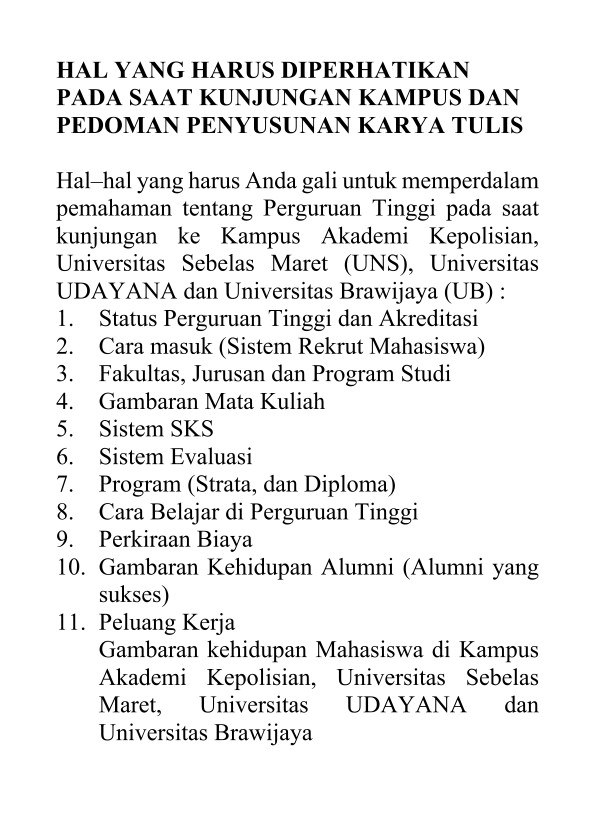 HAL YANG HARUS DIPERHATIKAN
PADA SAAT KUNJUNGAN KAMPUS DAN
PEDOMAN PENYUSUNAN KARYA TULIS
Hal–hal yang harus Anda gali untuk memperdalam
pemahaman tentang Perguruan Tinggi pada saat
kunjungan ke Kampus Akademi Kepolisian,
Universitas Sebelas Maret (UNS), Universitas
UDAYANA dan Universitas Brawijaya (UB) :
1. Status Perguruan Tinggi dan Akreditasi
2. Cara masuk (Sistem Rekrut Mahasiswa)
3. Fakultas, Jurusan dan Program Studi
4. Gambaran Mata Kuliah
5. Sistem SKS
6. Sistem Evaluasi
7. Program (Strata, dan Diploma)
8. Cara Belajar di Perguruan Tinggi
9. Perkiraan Biaya
10. Gambaran Kehidupan Alumni (Alumni yang
sukses)
11. Peluang Kerja
Gambaran kehidupan Mahasiswa di Kampus
Akademi Kepolisian, Universitas Sebelas
Maret, Universitas UDAYANA dan
Universitas Brawijaya